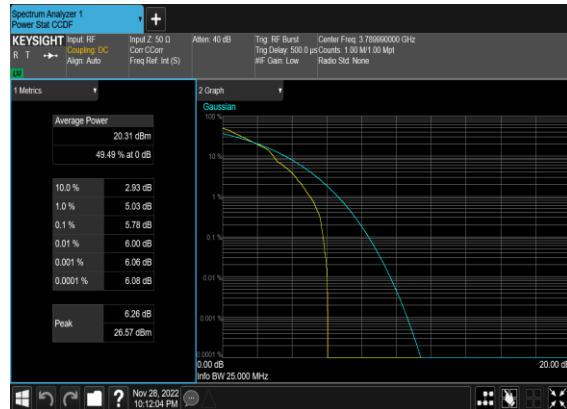 Spectrum Analyzer 1
Power Stat CCDF
KEYSIGHT Input: RF Input Z: 50 Ω Atten: 40 dB Trig: RF Burst Center Freq: 3.789990000 GHz
R T Coupling: DC Corr CCorr Trig Delay: 500.0 µs Counts: 1.00 M/1.00 Mpt
Align: Auto Freq Ref: Int (S) #IF Gain: Low Radio Std: None
1 Metrics
2 Graph
Gaussian
Average Power
20.31 dBm
49.49 % at 0 dB
10.0 % 2.93 dB
1.0 % 5.03 dB
0.1 % 5.78 dB
0.01 % 6.00 dB
0.001 % 6.06 dB
0.0001 % 6.08 dB
Peak
6.26 dB
26.57 dBm
100 %
10 %
1 %
0.1 %
0.01 %
0.001 %
0.0001 %
0.00 dB 20.00 dB
Info BW 25.000 MHz
? Nov 28, 2022
10:12:04 PM